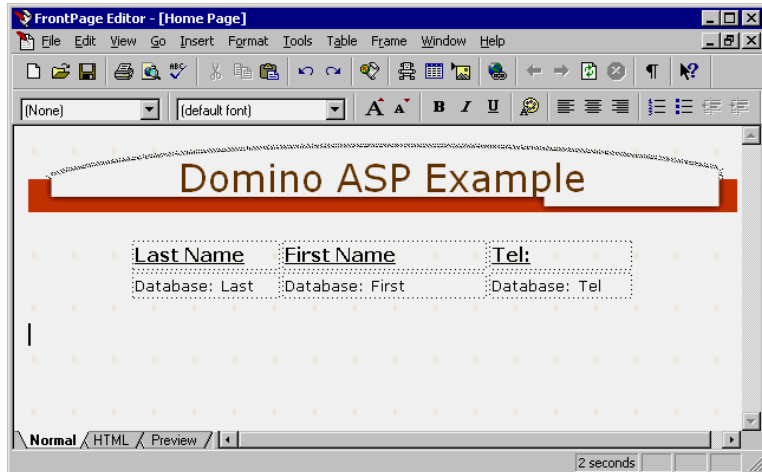 FrontPage Editor - [Home Page]
File Edit View Go Insert Format Tools Table Frame Window Help
ABC
(None) (default font) A A B I U
Domino ASP Example
Last Name First Name Tel:
Database: Last Database: First Database: Tel
Normal HTML Preview
2 seconds